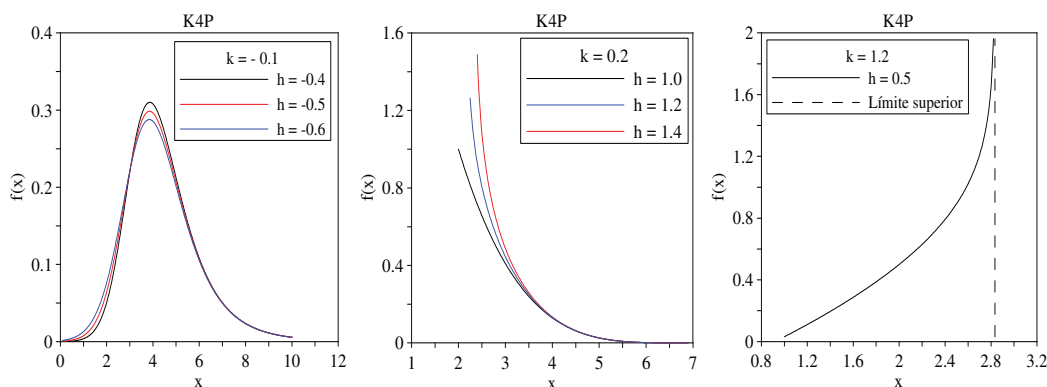 K4P
k = - 0.1
h = -0.4
h = -0.5
h = -0.6
f(x)
0.4
0.3
0.2
0.1
0
0 2 4 6 8 10 12
x
K4P
k = 0.2
h = 1.0
h = 1.2
h = 1.4
f(x)
1.6
1.2
0.8
0.4
0
1 2 3 4 5 6 7
x
K4P
k = 1.2
h = 0.5
Límite superior
f(x)
2
1.6
1.2
0.8
0.4
0
0.8 1.2 1.6 2 2.4 2.8 3.2
x